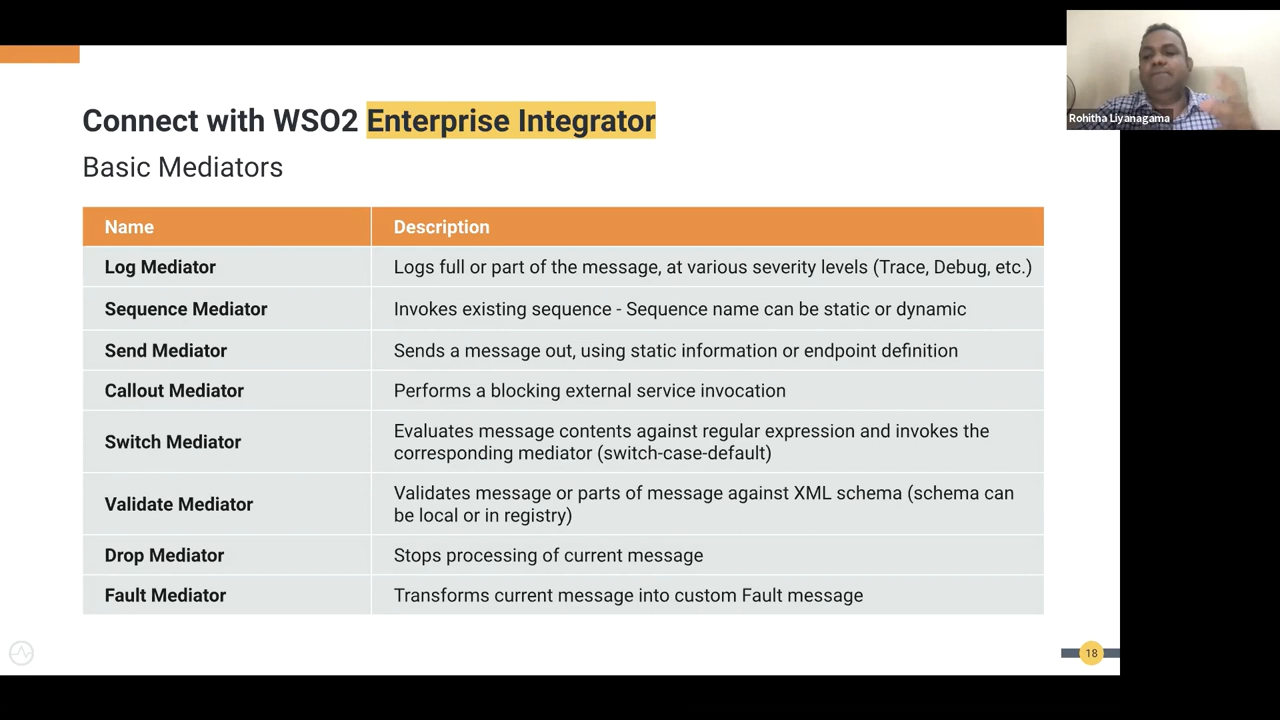 Connect with WSO2 Enterprise Integrator
Basic Mediators
Name Description
Log Mediator Logs full or part of the message, at various severity levels (Trace, Debug, etc.)
Sequence Mediator Invokes existing sequence - Sequence name can be static or dynamic
Send Mediator Sends a message out, using static information or endpoint definition
Callout Mediator Performs a blocking external service invocation
Switch Mediator Evaluates message contents against regular expression and invokes the
corresponding mediator (switch-case-default)
Validate Mediator Validates message or parts of message against XML schema (schema can
be local or in registry)
Drop Mediator Stops processing of current message
Fault Mediator Transforms current message into custom Fault message
18
Rohitha Liyanagama